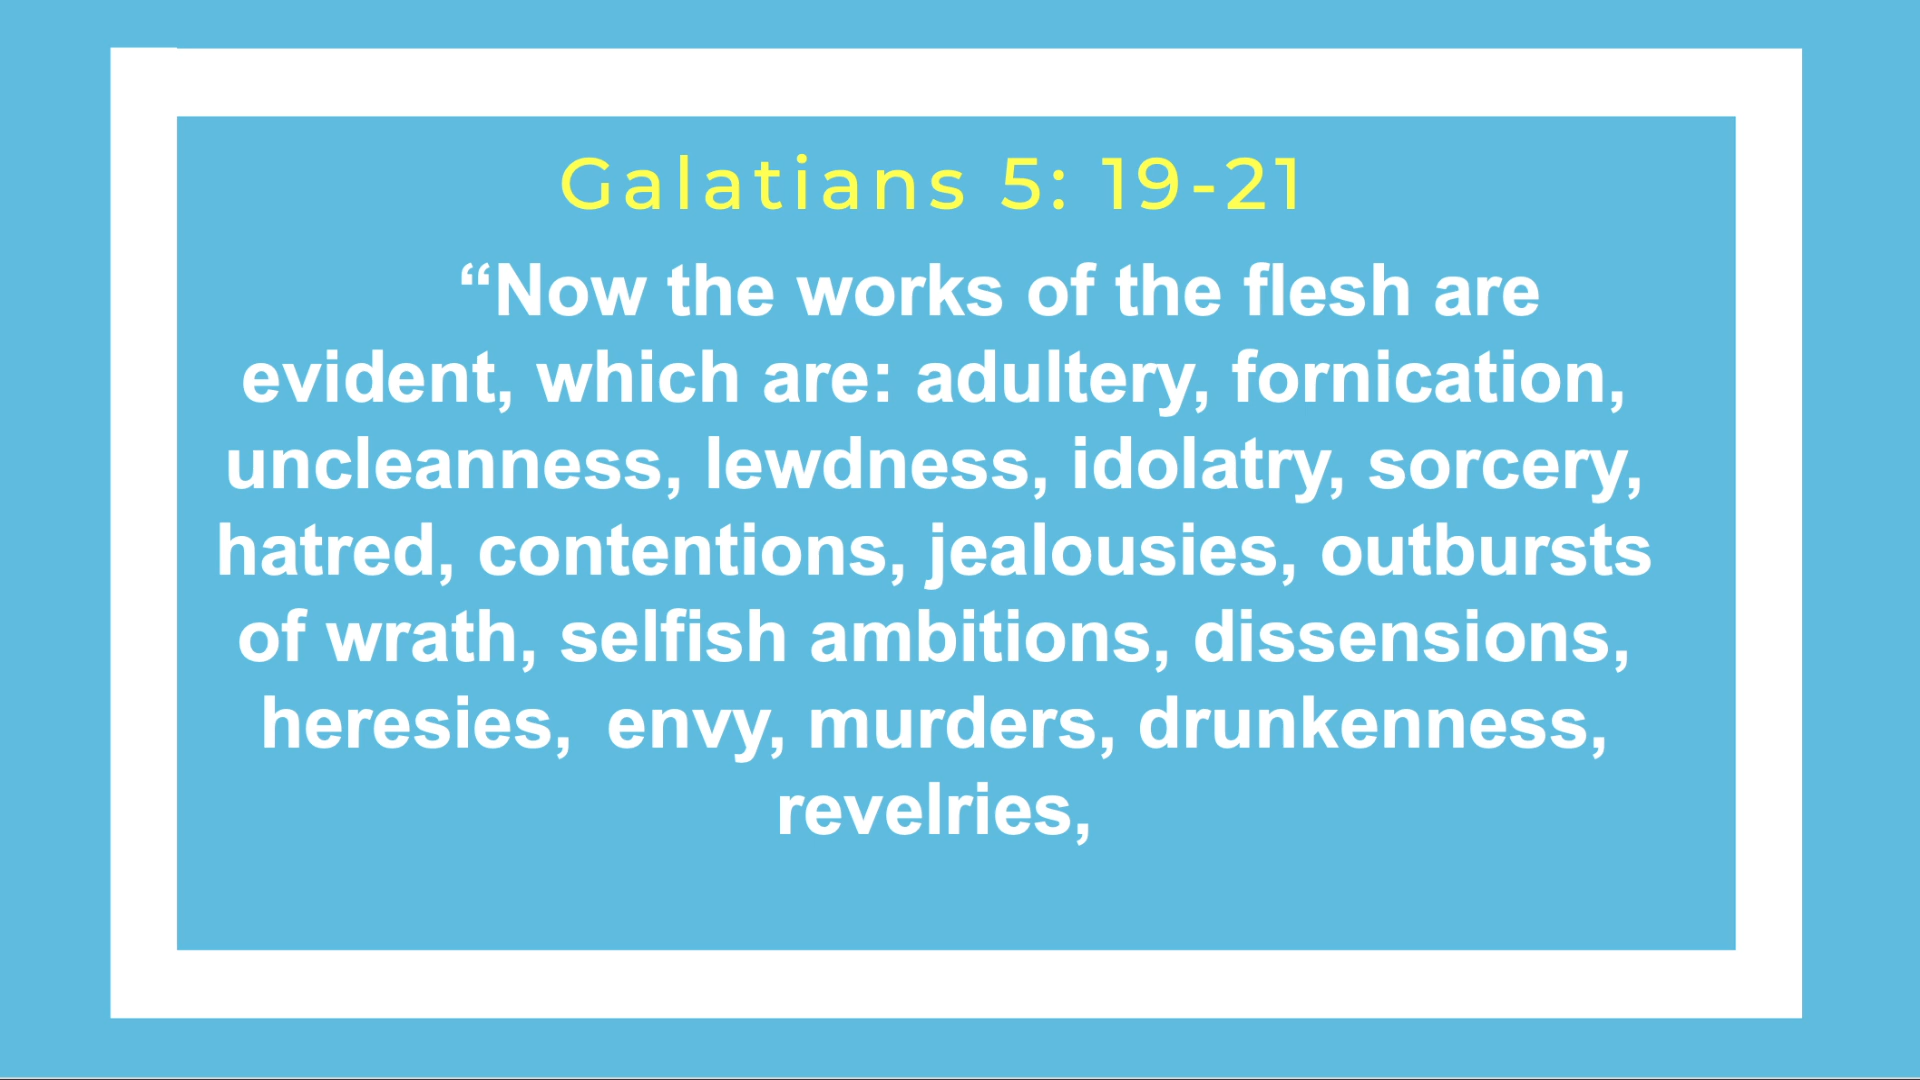 Galatians 5: 19-21
“Now the works of the flesh are
evident, which are: adultery, fornication,
uncleanness, lewdness, idolatry, sorcery,
hatred, contentions, jealousies, outbursts
of wrath, selfish ambitions, dissensions,
heresies,  envy, murders, drunkenness,
revelries,